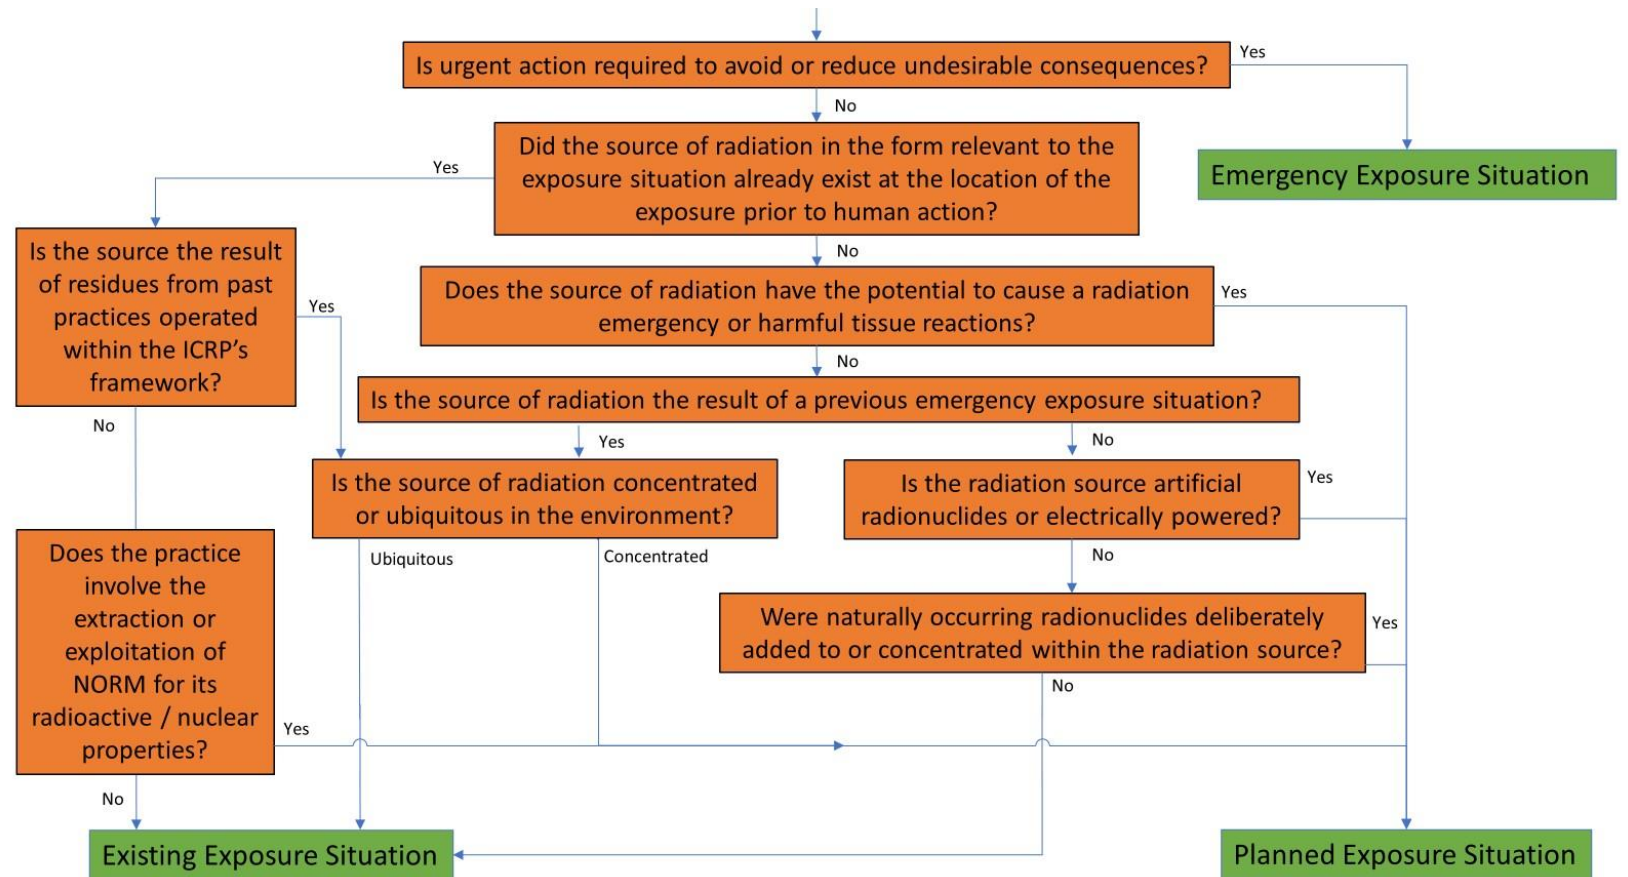 Is urgent action required to avoid or reduce undesirable consequences?
Yes
No
Did the source of radiation in the form relevant to the
exposure situation already exist at the location of the
exposure prior to human action?
Yes
No
Emergency Exposure Situation
Is the source the result
of residues from past
practices operated
within the ICRP’s
framework?
Yes
No
Does the source of radiation have the potential to cause a radiation
emergency or harmful tissue reactions?
Yes
No
Is the source of radiation the result of a previous emergency exposure situation?
Yes
No
Is the source of radiation concentrated
or ubiquitous in the environment?
Ubiquitous
Concentrated
Is the radiation source artificial
radionuclides or electrically powered?
Yes
No
Does the practice
involve the
extraction or
exploitation of
NORM for its
radioactive / nuclear
properties?
Yes
No
Were naturally occurring radionuclides deliberately
added to or concentrated within the radiation source?
Yes
No
Existing Exposure Situation
Planned Exposure Situation